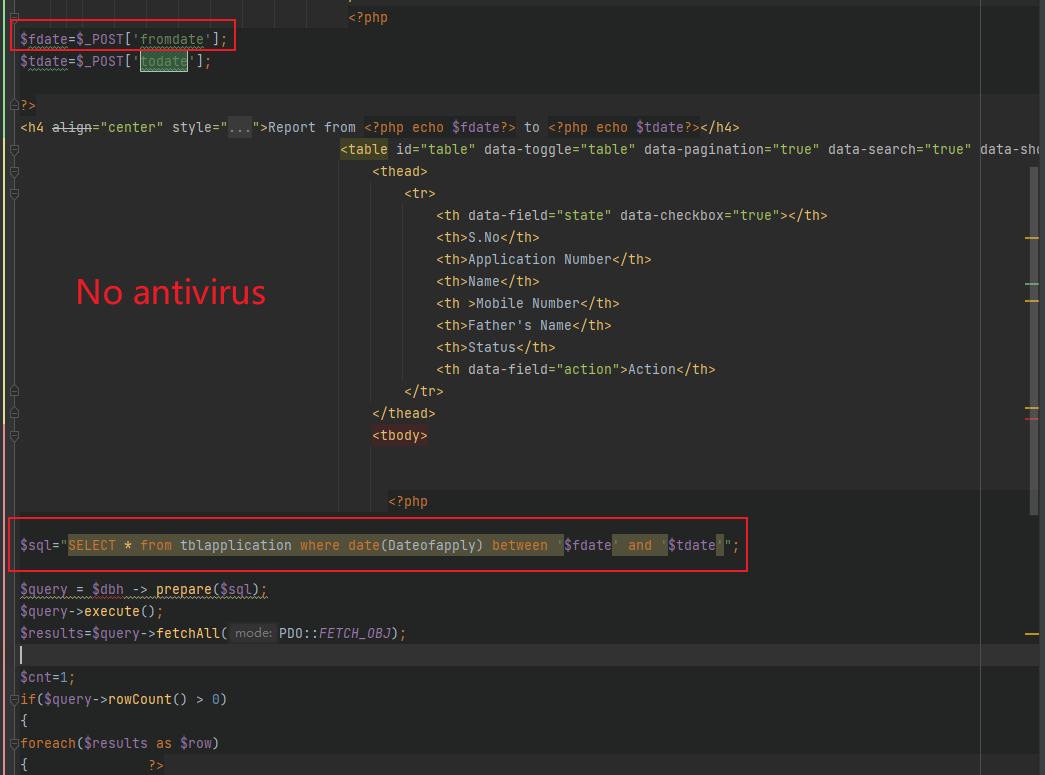 <?php
$fdate=$_POST['fromdate'];
$tdate=$_POST['todate'];
?>
<h4 align="center" style="...">Report from <?php echo $fdate?> to <?php echo $tdate?></h4>
<table id="table" data-toggle="table" data-pagination="true" data-search="true" data-sho
<thead>
<tr>
<th data-field="state" data-checkbox="true"></th>
<th>S.No</th>
<th>Application Number</th>
<th>Name</th>
No antivirus
<th >Mobile Number</th>
<th>Father's Name</th>
<th>Status</th>
<th data-field="action">Action</th>
</tr>
</thead>
<tbody>
<?php
$sql="SELECT * from tblapplication where date(Dateofapply) between '$fdate' and '$tdate'";
$query = $dbh -> prepare($sql);
$query->execute();
$results=$query->fetchAll( mode: PDO::FETCH_OBJ);
$cnt=1;
if($query->rowCount() > 0)
{
foreach($results as $row)
{ ?>